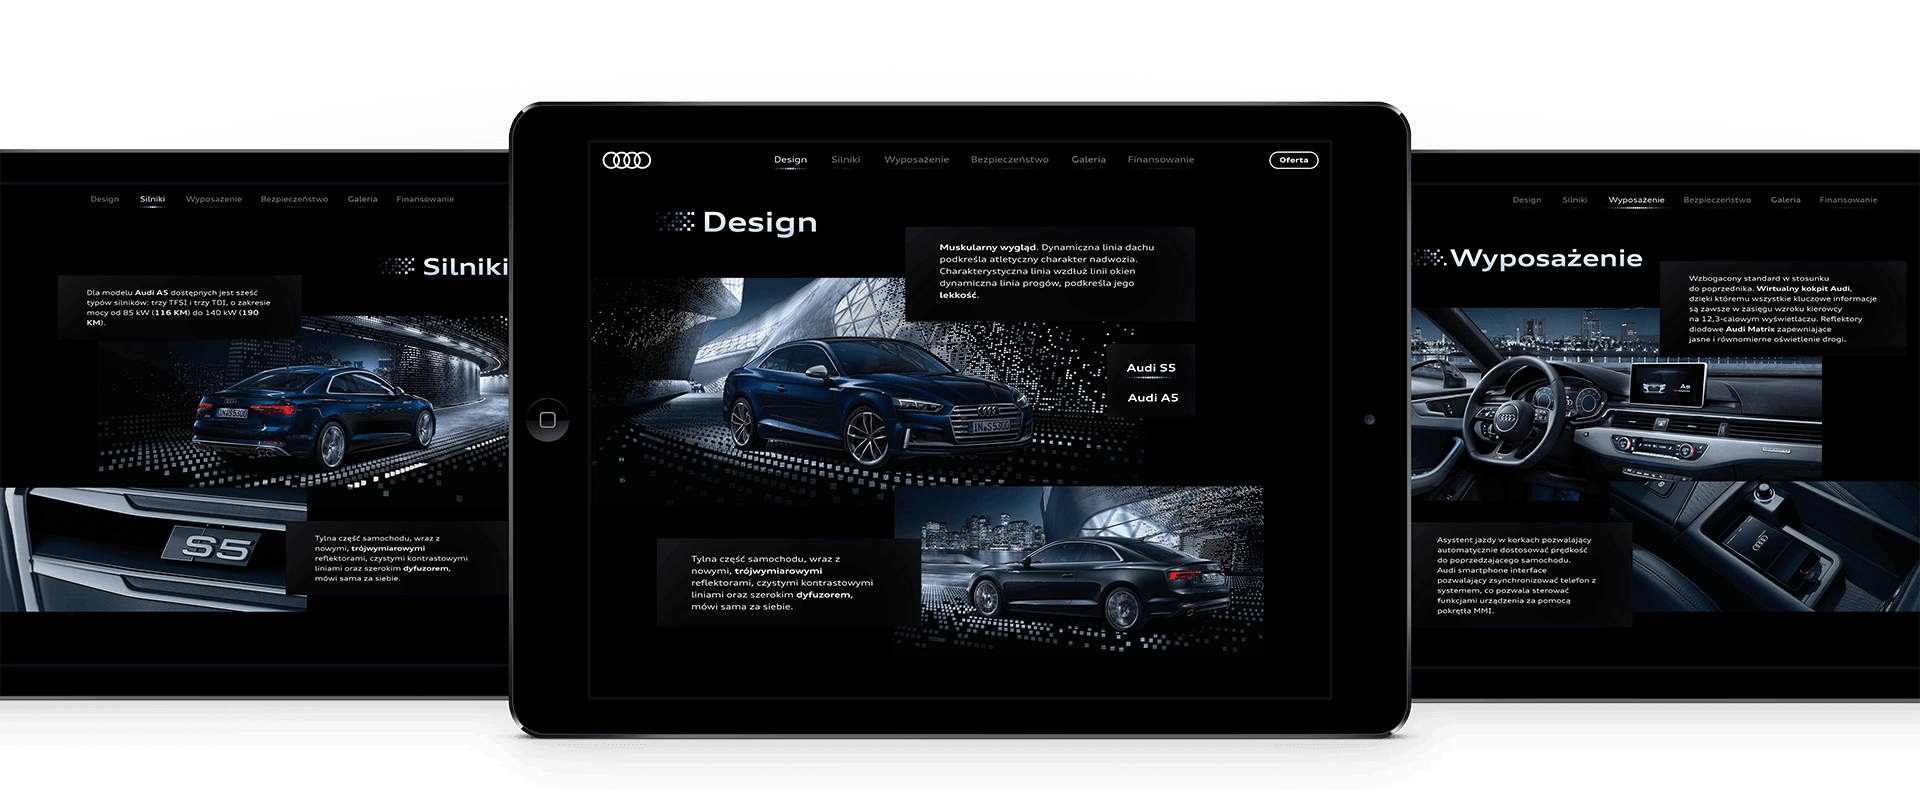 Design Silniki Wyposażenie Bezpieczeństwo Galeria Finansowanie
Silniki
Dla modelu Audi A5 dostępnych jest sześć
typów silników: trzy TFSI i trzy TDI, o zakresie
mocy od 85 kW (116 KM) do 140 kW (190
KM).
S5
Tylna część samochodu, wraz z
nowymi, trójwymiarowymi
reflektorami, czystymi kontrastowymi
liniami oraz szerokim dyfuzorem,
mówi sama za siebie.
Design Silniki Wyposażenie Bezpieczeństwo Galeria Finansowanie Oferta
Design
Muskularny wygląd. Dynamiczna linia dachu
podkreśla atletyczny charakter nadwozia.
Charakterystyczna linia wzdłuż linii okien
dynamiczna linia progów, podkreśla jego
lekkość.
Audi S5
Audi A5
IN·S 5300
Tylna część samochodu, wraz z
nowymi, trójwymiarowymi
reflektorami, czystymi kontrastowymi
liniami oraz szerokim dyfuzorem,
mówi sama za siebie.
Design Silniki Wyposażenie Bezpieczeństwo Galeria Finansowanie
Wyposażenie
Wzbogacony standard w stosunku
do poprzednika. Wirtualny kokpit Audi,
dzięki któremu wszystkie kluczowe informacje
są zawsze w zasięgu wzroku kierowcy
na 12,3-calowym wyświetlaczu. Reflektory
diodowe Audi Matrix zapewniające
jasne i równomierne oświetlenie drogi.
A5
Asystent jazdy w korkach pozwalający
automatycznie dostosować prędkość
do poprzedzającego samochodu.
Audi smartphone interface
pozwalający zsynchronizować telefon z
systemem, co pozwala sterować
funkcjami urządzenia za pomocą
pokrętła MMI.